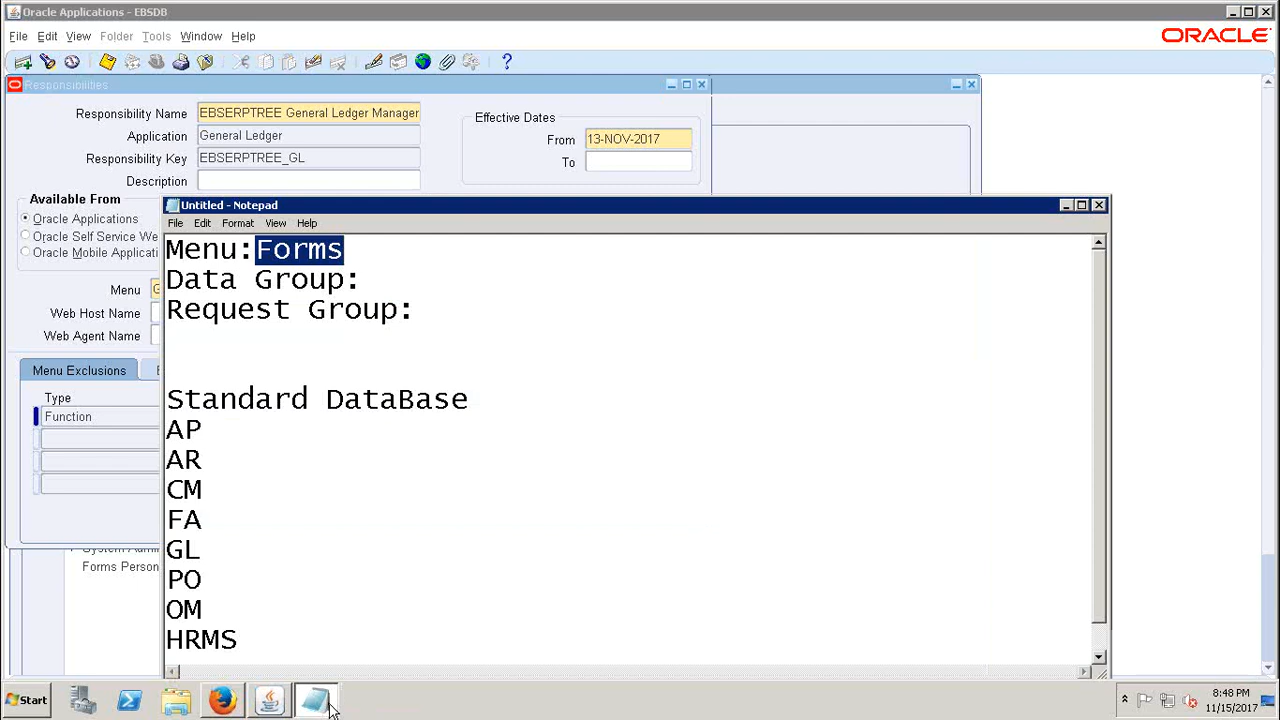 Oracle Applications - EBSDB
File Edit View Folder Tools Window Help
ORACLE
Responsibilities
Responsibility Name EBSERPTREE General Ledger Manager
Application General Ledger
Responsibility Key EBSERPTREE_GL
Description
Effective Dates
From 13-NOV-2017
To
Available From
Oracle Applications
Oracle Self Service We
Oracle Mobile Applicati
Menu
Web Host Name
Web Agent Name
Menu Exclusions
Type
Function
Forms Person
Untitled - Notepad
File Edit Format View Help
Menu:Forms
Data Group:
Request Group:
Standard DataBase
AP
AR
CM
FA
GL
PO
OM
HRMS
Start
8:48 PM
11/15/2017